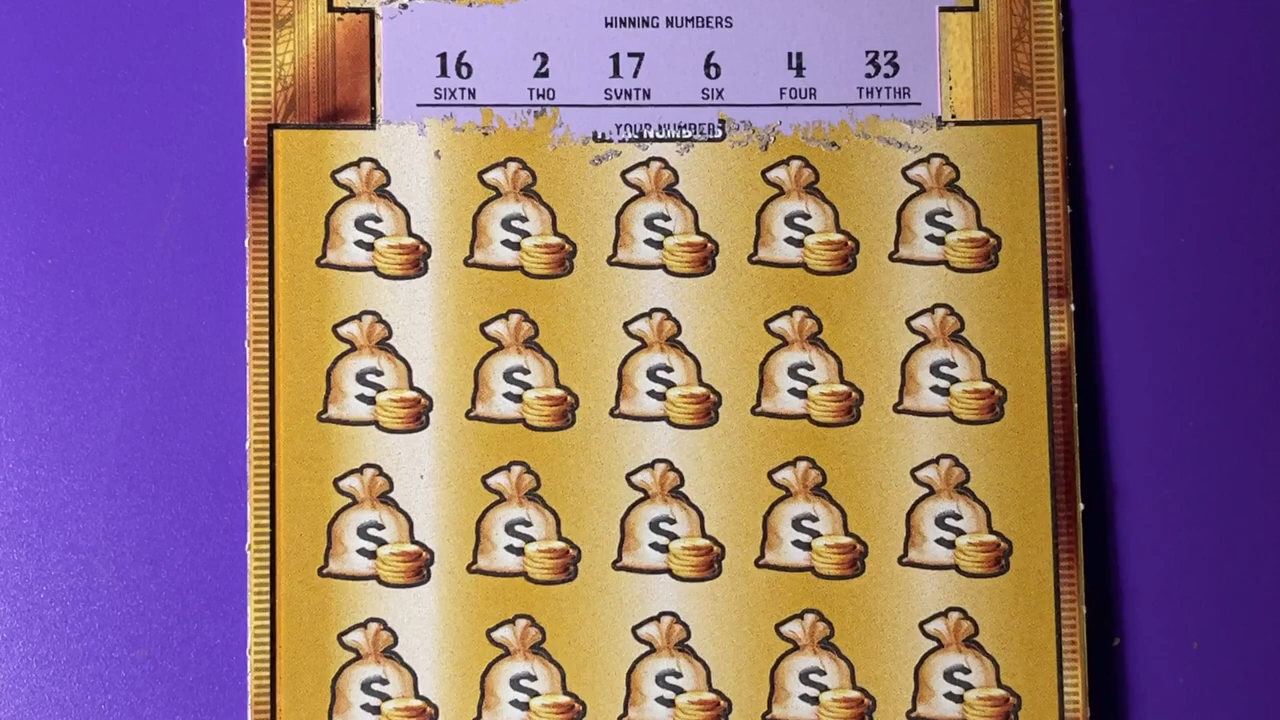 WINNING NUMBERS
16 2 17 6 4 33
SIXTN TWO SVNTN SIX FOUR THYTHR
YOUR NUMBERS
$ $ $ $ $
$ $ $ $ $
$ $ $ $ $
$ $ $ $ $